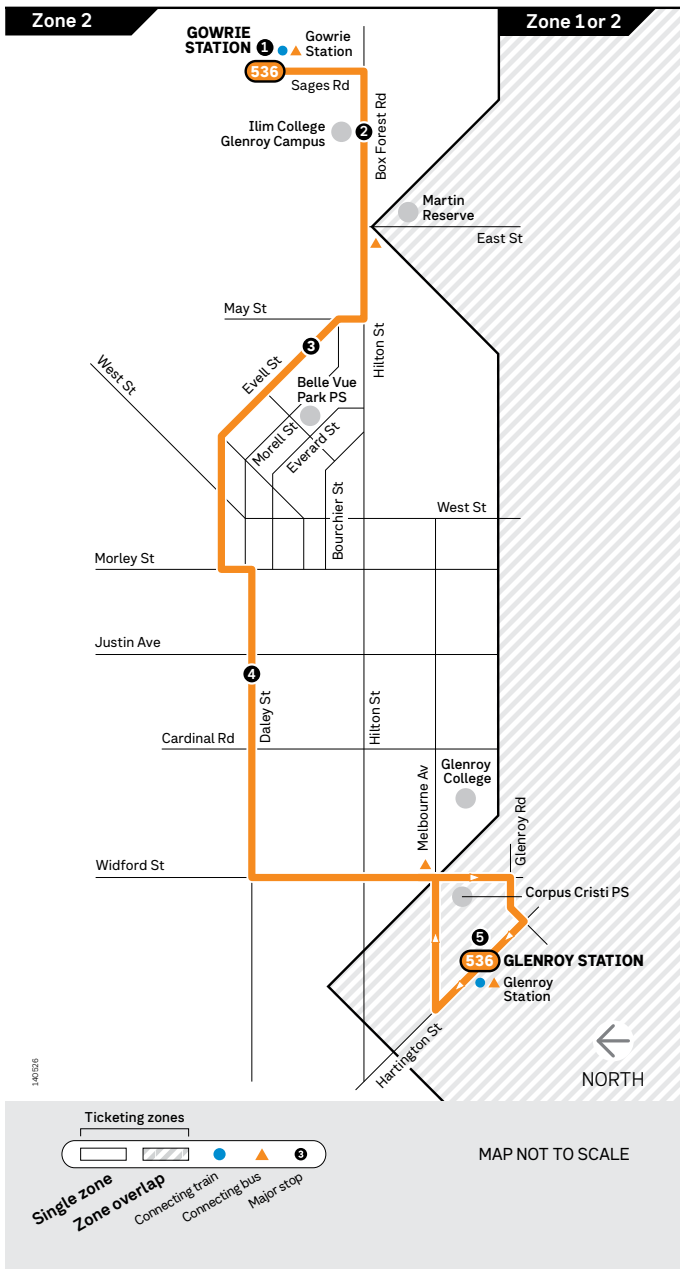 Zone 2
Zone 1 or 2
GOWRIE
STATION
1
Gowrie
Station
536
Sages Rd
Ilim College
Glenroy Campus
2
Box Forest Rd
Martin
Reserve
East St
May St
3
Hilton St
Evell St
West St
Belle Vue
Park PS
Morell St
Everard St
Bourchier St
West St
Morley St
Justin Ave
4
Daley St
Hilton St
Cardinal Rd
Glenroy
College
Melbourne Av
Glenroy Rd
Widford St
Corpus Cristi PS
5
536
GLENROY STATION
Glenroy
Station
Hartington St
NORTH
140526
Ticketing zones
3
Single zone
Zone overlap
Connecting train
Connecting bus
Major stop
MAP NOT TO SCALE